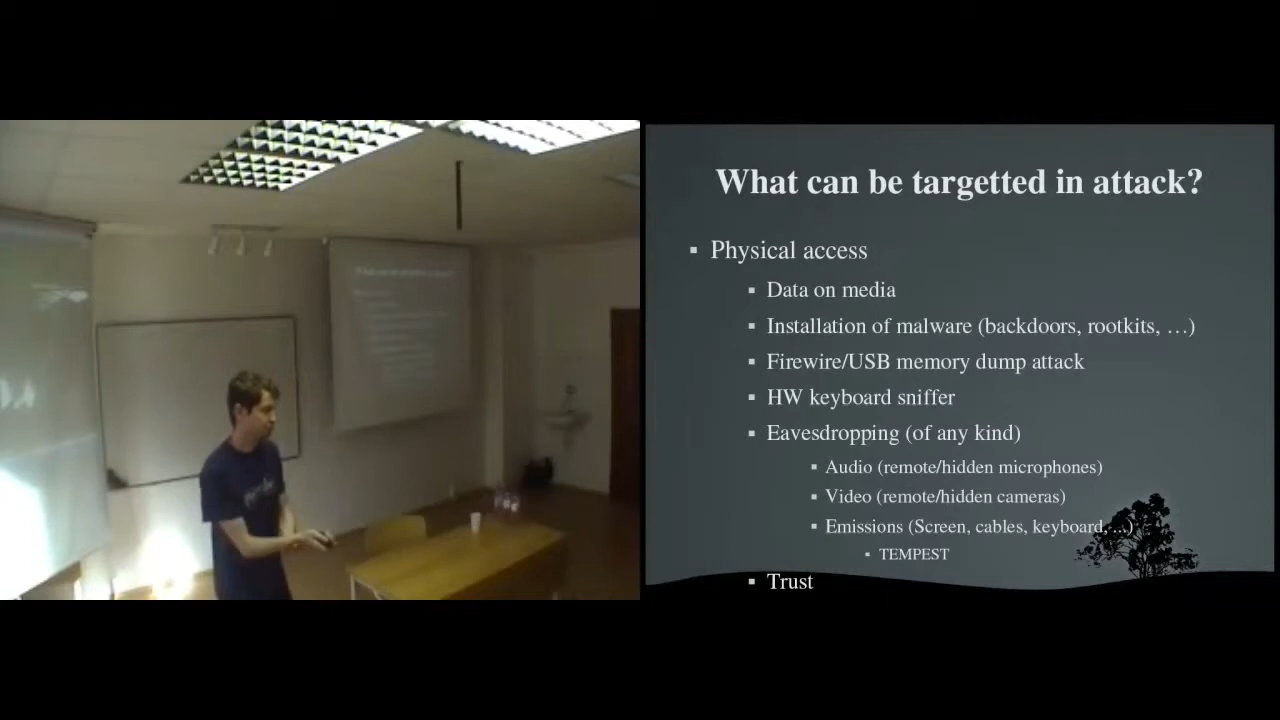 What can be targetted in attack?
Physical access
Data on media
Installation of malware (backdoors, rootkits, …)
Firewire/USB memory dump attack
HW keyboard sniffer
Eavesdropping (of any kind)
Audio (remote/hidden microphones)
Video (remote/hidden cameras)
Emissions (Screen, cables, keyboard, ...)
TEMPEST
Trust